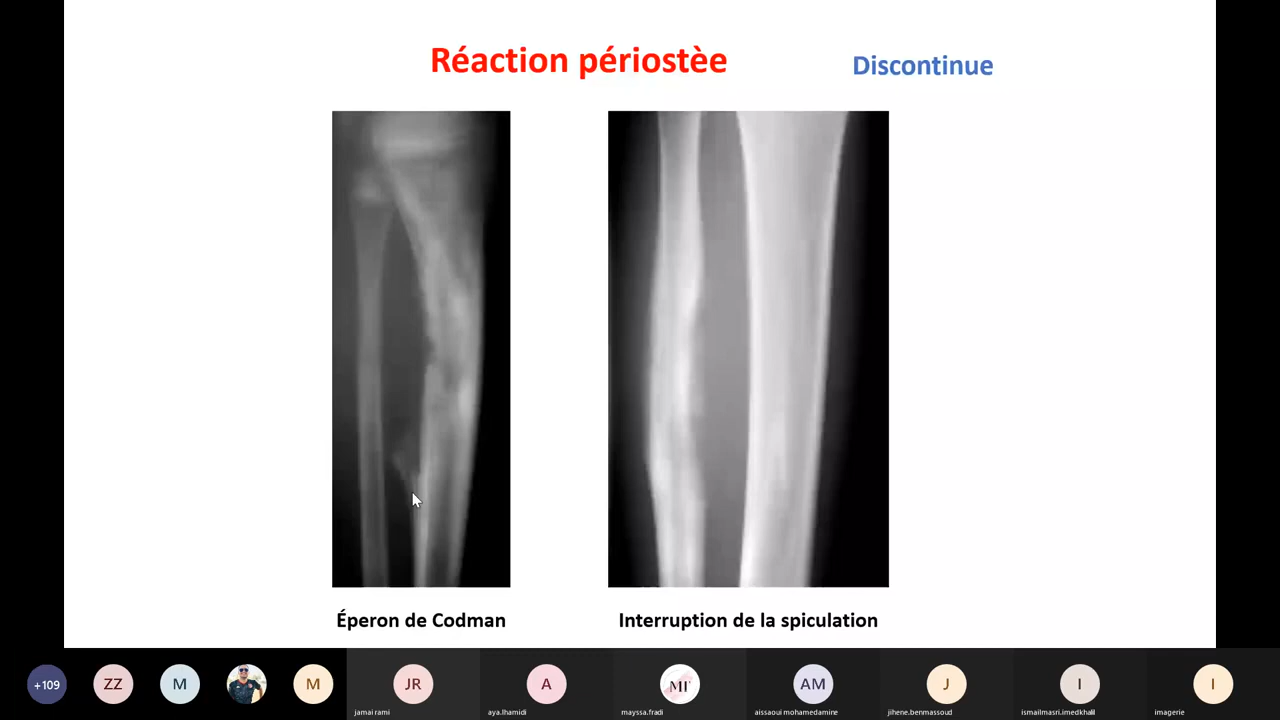 Réaction périostèe
Discontinue
Éperon de Codman
Interruption de la spiculation
+109
ZZ
M
M
JR
A
MF
AM
J
I
I
jamai rami
aya.lhamidi
mayssa.fradi
aissaoui mohamedamine
jihene.benmassoud
ismailmasri.imedkhalil
imagerie